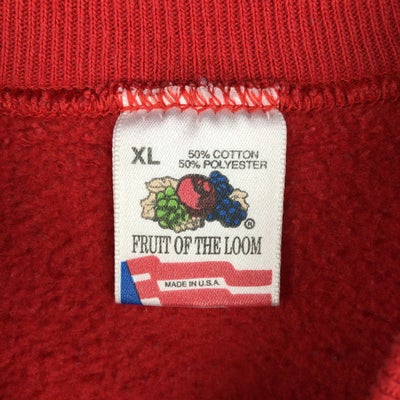 XL
50% COTTON
50% POLYESTER
®
FRUIT OF THE LOOM
MADE IN U.S.A.